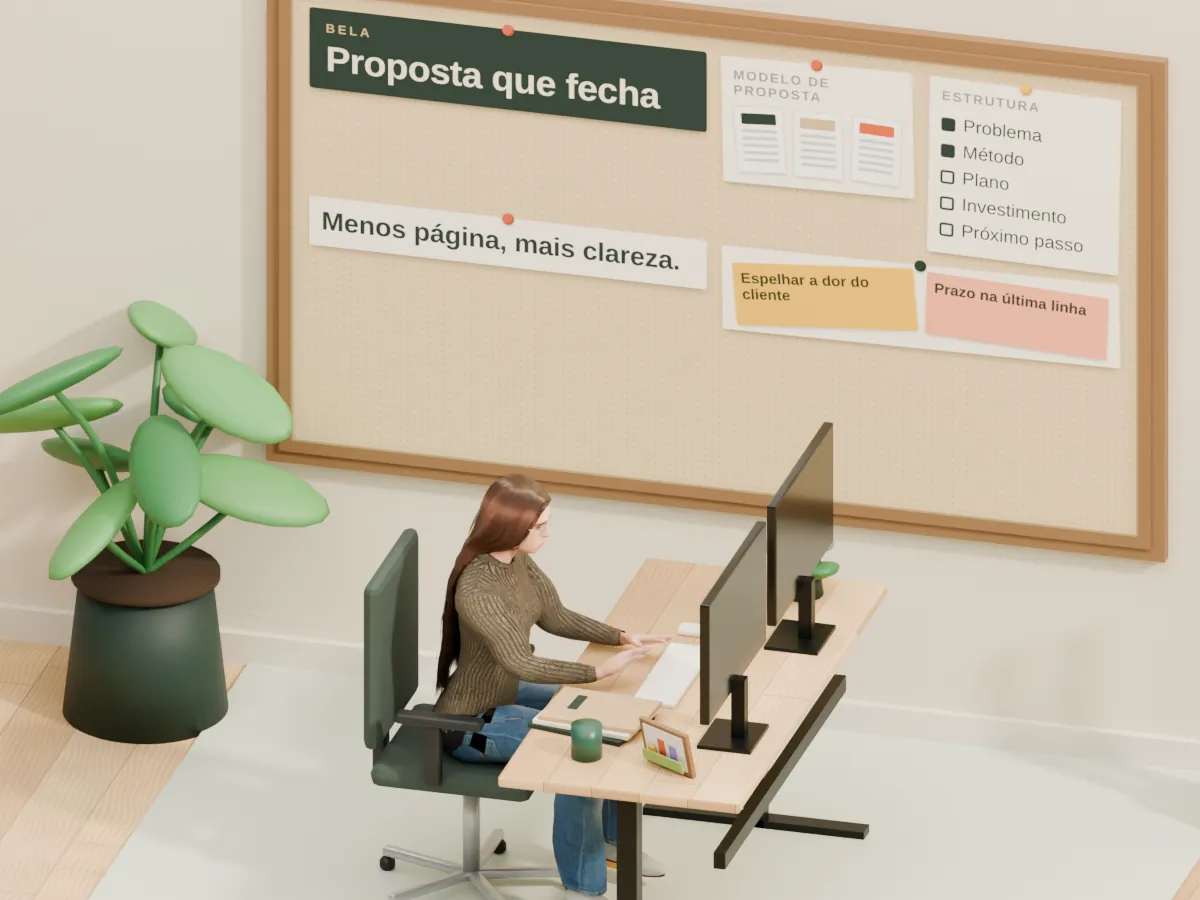 BELA
Proposta que fecha
MODELO DE
PROPOSTA
ESTRUTURA
Problema
Método
Plano
Investimento
Próximo passo
Menos página, mais clareza.
Espelhar a dor do
cliente
Prazo na última linha